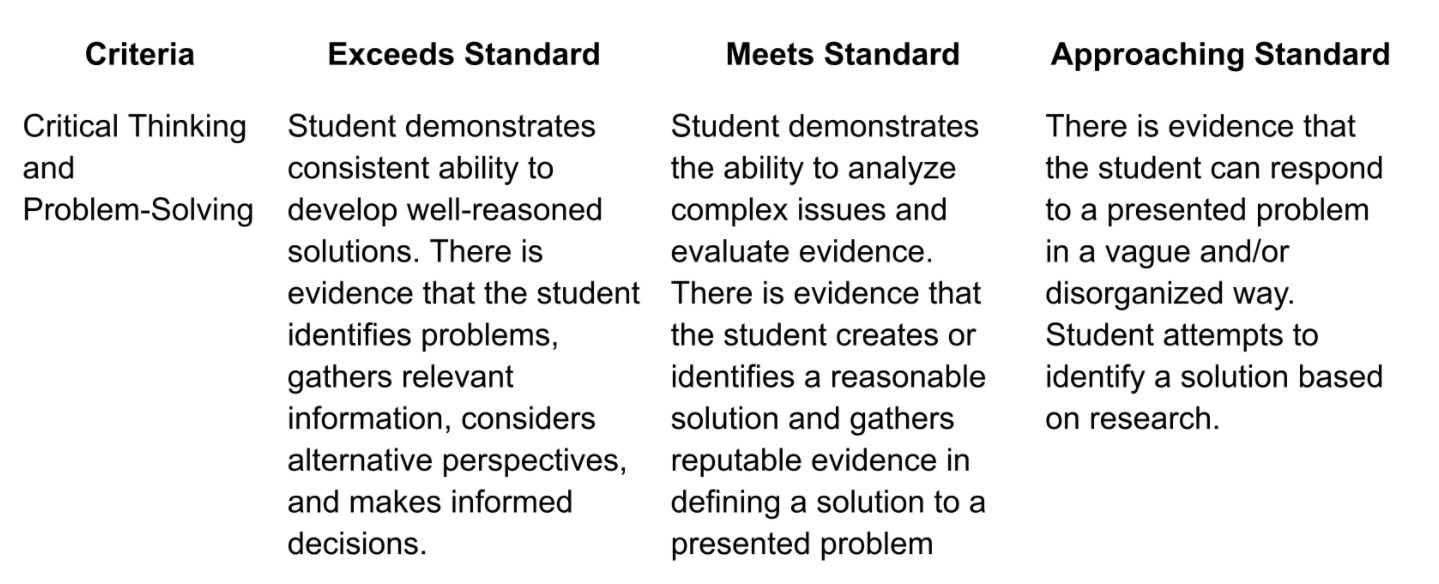 Criteria
Exceeds Standard
Meets Standard
Approaching Standard
Critical Thinking
and
Problem-Solving
Student demonstrates
consistent ability to
develop well-reasoned
solutions. There is
evidence that the student
identifies problems,
gathers relevant
information, considers
alternative perspectives,
and makes informed
decisions.
Student demonstrates
the ability to analyze
complex issues and
evaluate evidence.
There is evidence that
the student creates or
identifies a reasonable
solution and gathers
reputable evidence in
defining a solution to a
presented problem
There is evidence that
the student can respond
to a presented problem
in a vague and/or
disorganized way.
Student attempts to
identify a solution based
on research.